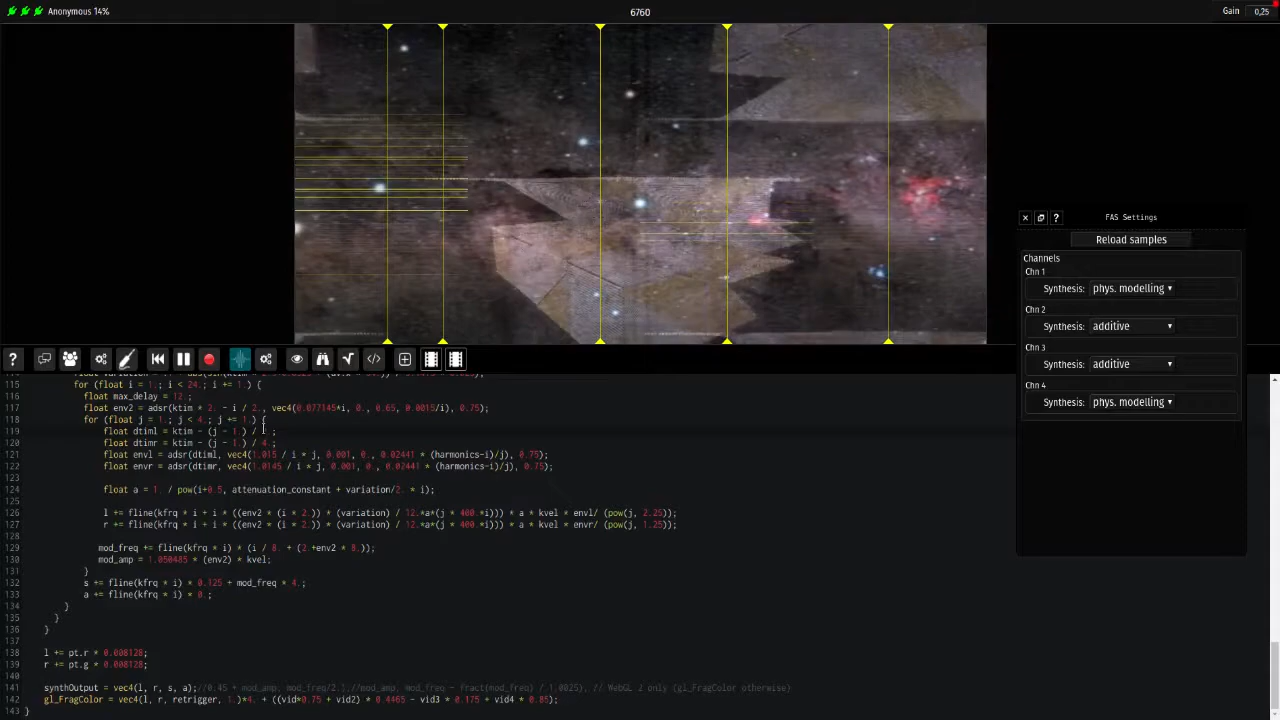 Anonymous 14%
6760
Gain 0,25
FAS Settings
Reload samples
Channels
Chn 1
Synthesis: phys. modelling
Chn 2
Synthesis: additive
Chn 3
Synthesis: additive
Chn 4
Synthesis: phys. modelling
115 for (float i = 1.; i < 24.; i += 1.) {
116 float max_delay = 12.;
117 float env2 = adsr(ktim * 2. - i / 2., vec4(0.077145*i, 0., 0.65, 0.0015/i), 0.75);
118 for (float j = 1.; j < 4.; j += 1.) {
119 float dtiml = ktim - (j - 1.) / .;
120 float dtimr = ktim - (j - 1.) / 4.;
121 float envl = adsr(dtiml, vec4(1.015 / i * j, 0.001, 0., 0.02441 * (harmonics-i)/j), 0.75);
122 float envr = adsr(dtimr, vec4(1.0145 / i * j, 0.001, 0., 0.02441 * (harmonics-i)/j), 0.75);
123
124 float a = 1. / pow(i+0.5, attenuation_constant + variation/2. * i);
125
126 l += fline(kfrq * i + i * ((env2 * (i * 2.)) * (variation) / 12.*a*(j * 400.*i))) * a * kvel * envl/ (pow(j, 2.25));
127 r += fline(kfrq * i + i * ((env2 * (i * 2.)) * (variation) / 12.*a*(j * 400.*i))) * a * kvel * envr/ (pow(j, 1.25));
128
129 mod_freq += fline(kfrq * i) * (i / 8. + (2.+env2 * 8.));
130 mod_amp = 1.050485 * (env2) * kvel;
131 }
132 s += fline(kfrq * i) * 0.125 + mod_freq * 4.;
133 a += fline(kfrq * i) * 0.;
134 }
135 }
136 }
137
138 l += pt.r * 0.008128;
139 r += pt.g * 0.008128;
140
141 synthOutput = vec4(l, r, s, a);//0.45 + mod_amp, mod_freq/2.);//mod_amp, mod_freq - fract(mod_freq) / 1.0025), // WebGL 2 only (gl_FragColor otherwise)
142 gl_FragColor = vec4(l, r, retrigger, 1.)*4. + ((vid*0.75 + vid2) * 0.4465 - vid3 * 0.175 + vid4 * 0.85);
143 }